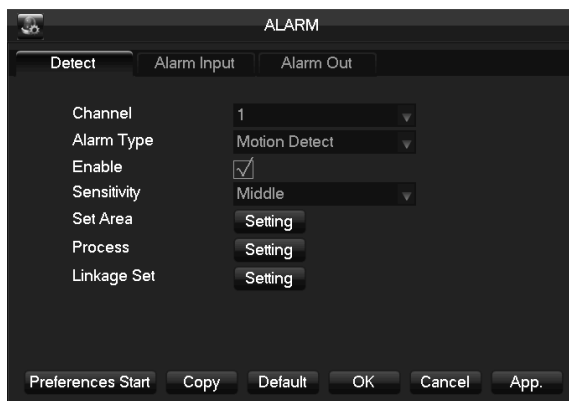 ALARM
Detect Alarm Input Alarm Out
Channel 1
Alarm Type Motion Detect
Enable
Sensitivity Middle
Set Area Setting
Process Setting
Linkage Set Setting
Preferences Start Copy Default OK Cancel App.